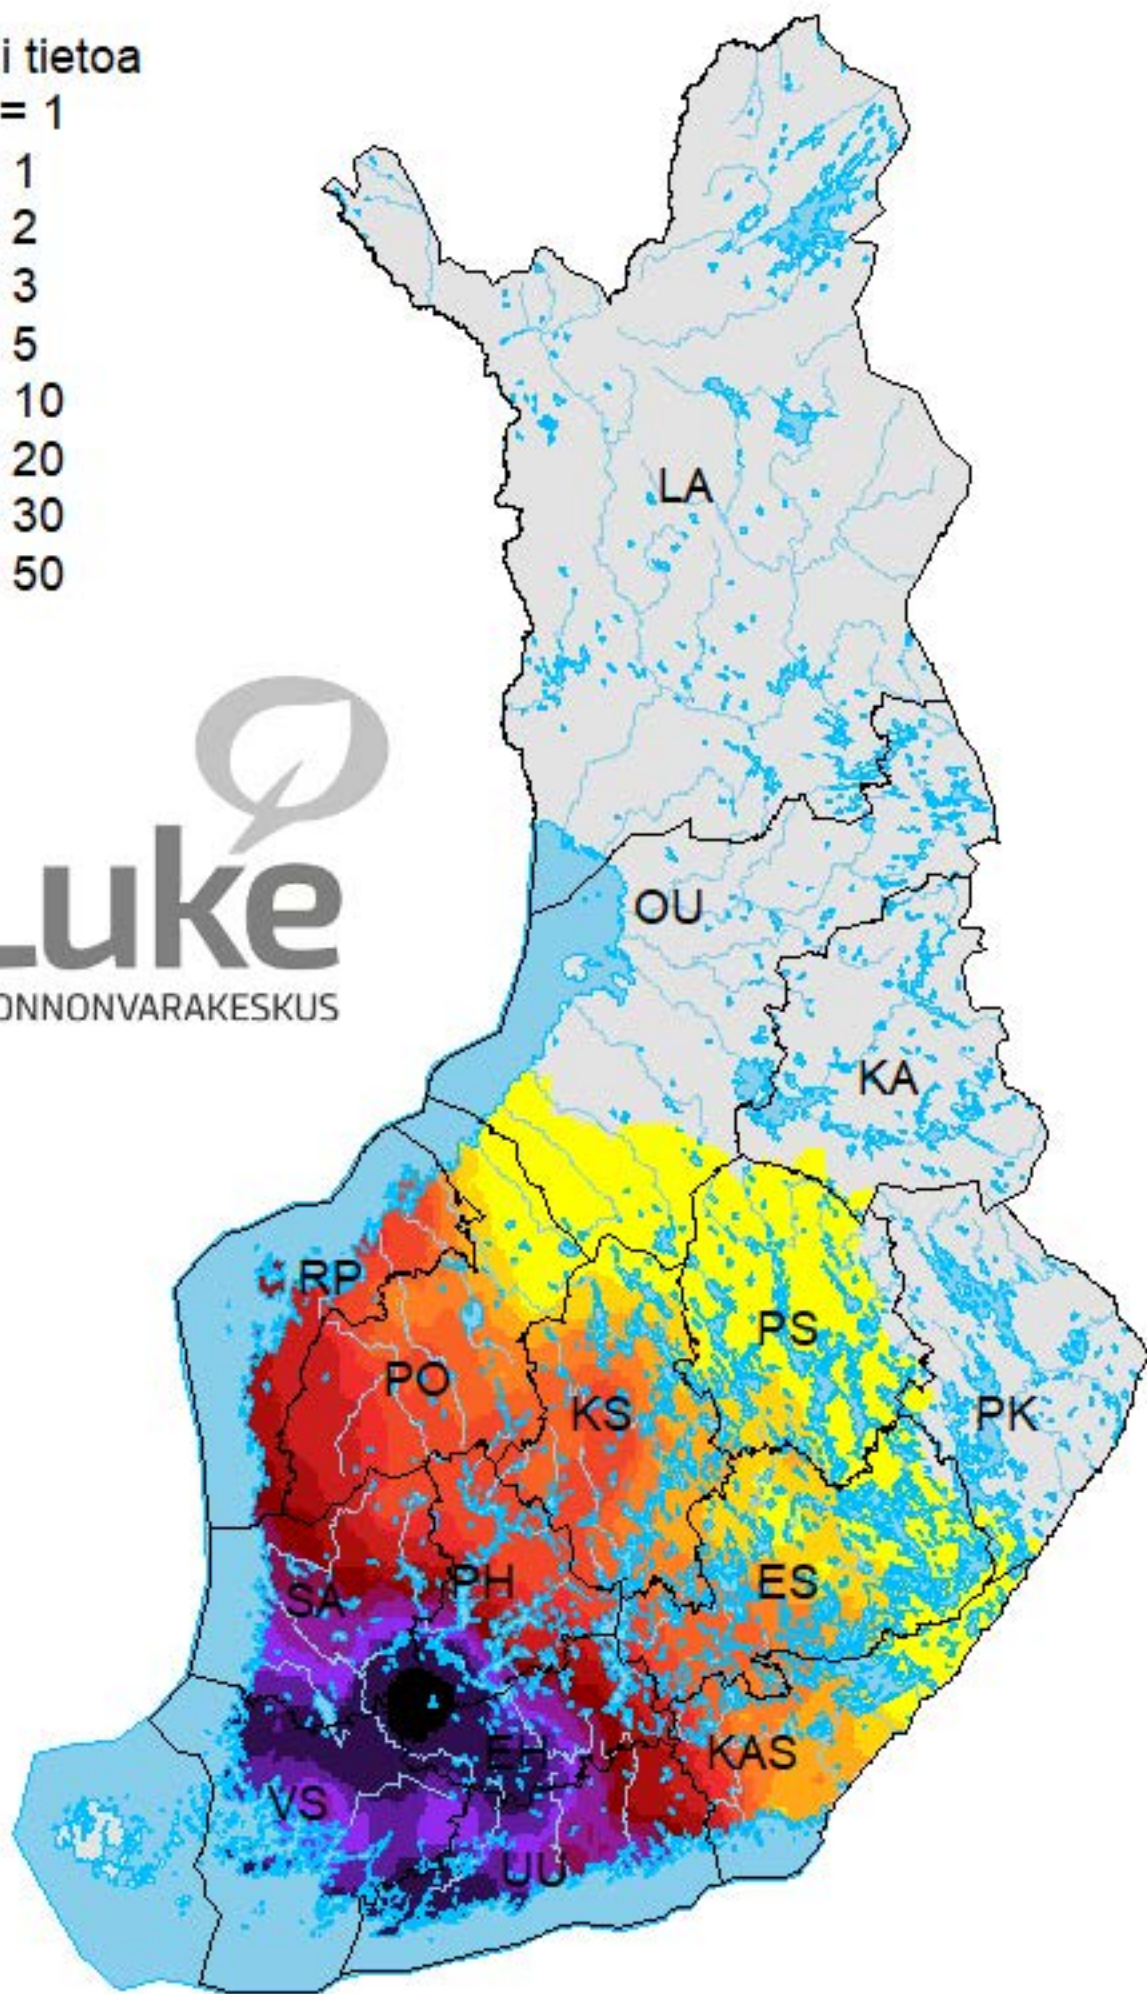 i tietoa
= 1
1
2
3
5
10
20
30
50
LA
Luke
ONNONVARAKESKUS
OU
KA
RP
PS
PO
KS
PK
SA
PH
ES
EH
KAS
VS
UU